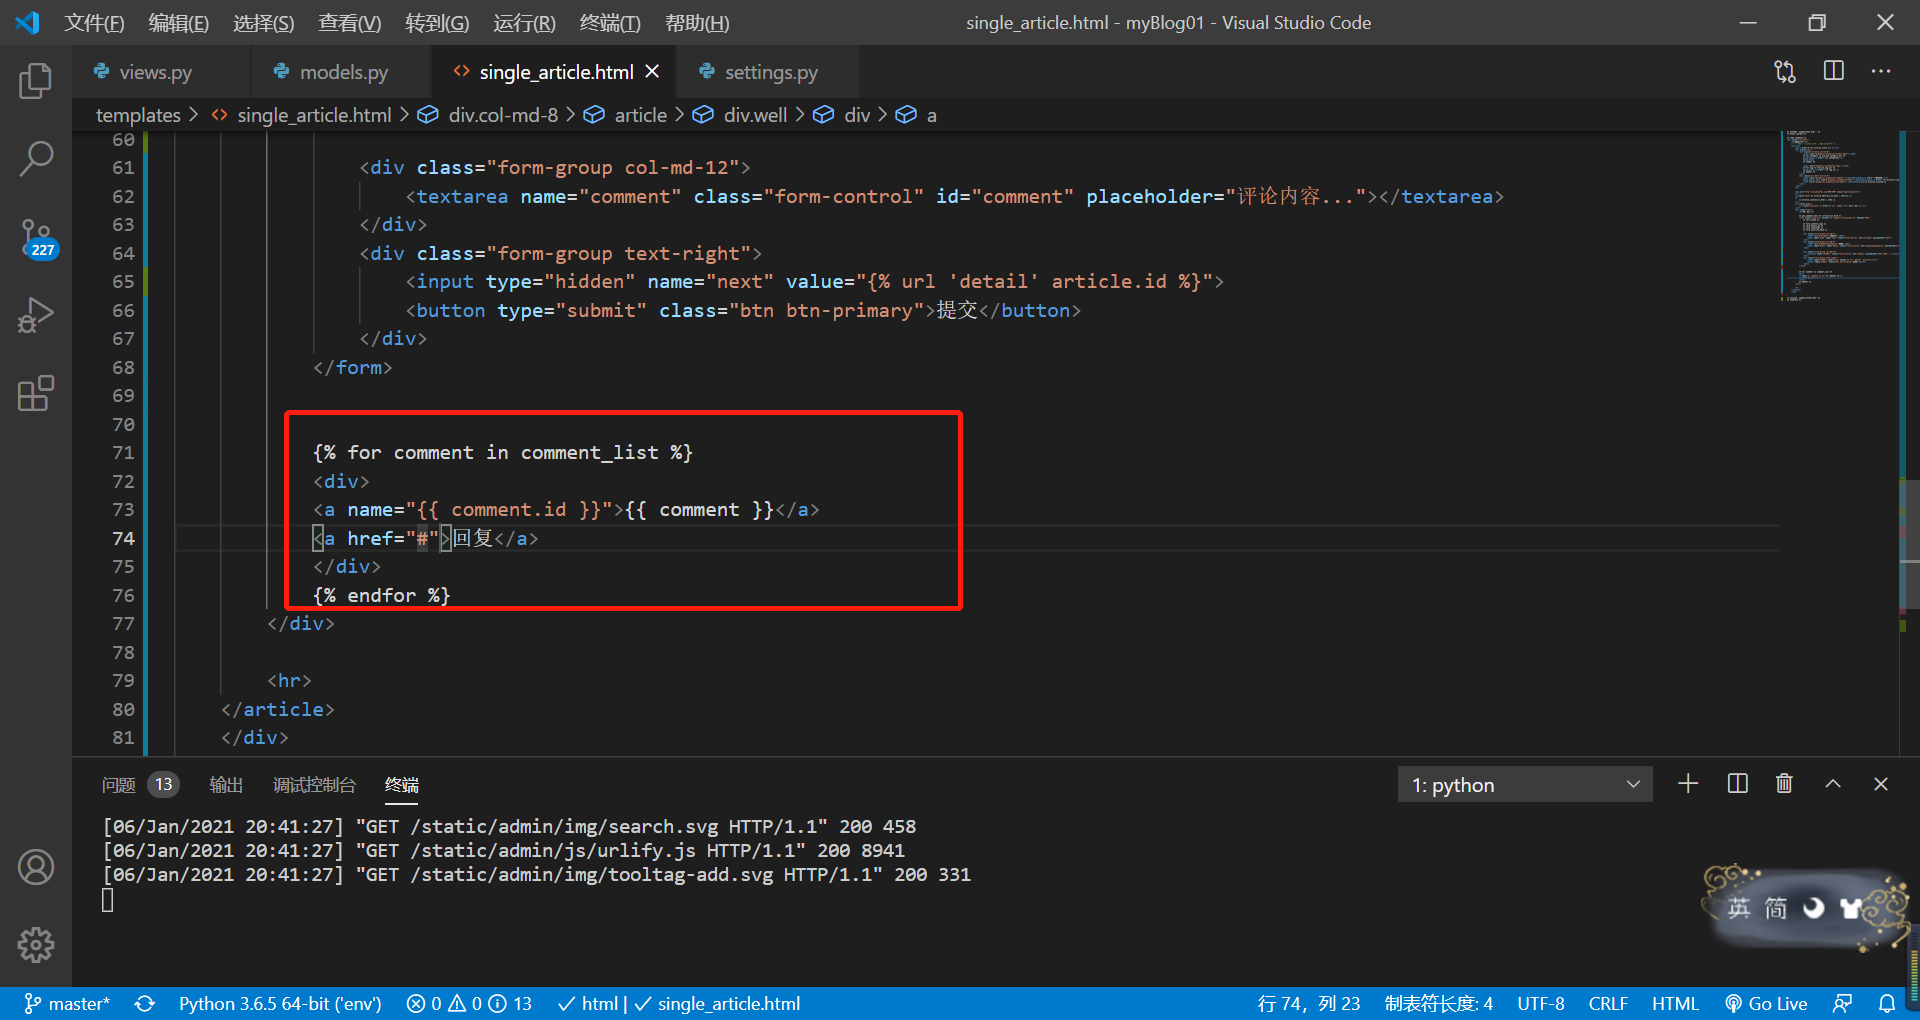 文件(F) 编辑(E) 选择(S) 查看(V) 转到(G) 运行(R) 终端(T) 帮助(H) single_article.html - myBlog01 - Visual Studio Code
views.py models.py single_article.html settings.py
templates > single_article.html > div.col-md-8 > article > div.well > div > a
60
61 <div class="form-group col-md-12">
62 <textarea name="comment" class="form-control" id="comment" placeholder="评论内容..."></textarea>
63 </div>
64 <div class="form-group text-right">
65 <input type="hidden" name="next" value="{% url 'detail' article.id %}">
66 <button type="submit" class="btn btn-primary">提交</button>
67 </div>
68 </form>
69
70
71 {% for comment in comment_list %}
72 <div>
73 <a name="{{ comment.id }}">{{ comment }}</a>
74 <a href="#">回复</a>
75 </div>
76 {% endfor %}
77 </div>
78
79 <hr>
80 </article>
81 </div>
227
问题 13 输出 调试控制台 终端 1: python
[06/Jan/2021 20:41:27] "GET /static/admin/img/search.svg HTTP/1.1" 200 458
[06/Jan/2021 20:41:27] "GET /static/admin/js/urlify.js HTTP/1.1" 200 8941
[06/Jan/2021 20:41:27] "GET /static/admin/img/tooltag-add.svg HTTP/1.1" 200 331
英 简
master* Python 3.6.5 64-bit ('env') 0 0 13 html | single_article.html 行 74，列 23 制表符长度: 4 UTF-8 CRLF HTML Go Live